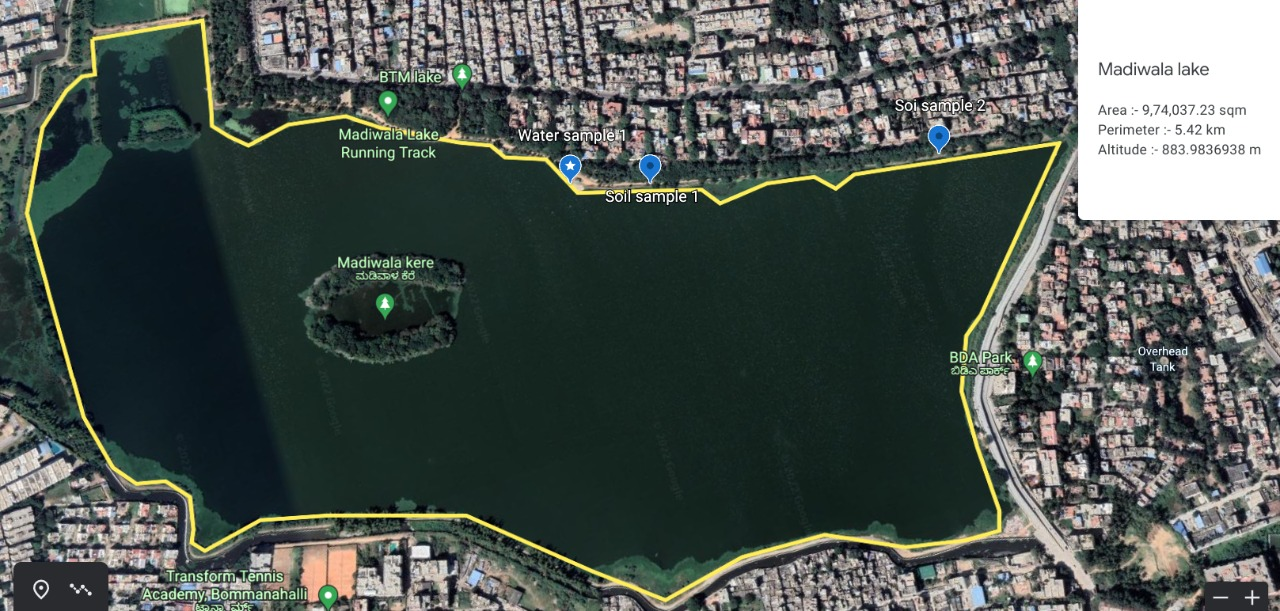 Madiwala lake
Area :- 9,74,037.23 sqm
Perimeter :- 5.42 km
Altitude :- 883.9836938 m
BTM lake
Madiwala Lake
Running Track
Water sample 1
Soi sample 2
Soil sample 1
Madiwala kere
ಮಡಿವಾಳ ಕೆರೆ
BDA Park
ಬಿಡಿಎ ಪಾರ್ಕ್
Overhead
Tank
Transform Tennis
Academy, Bommanahalli